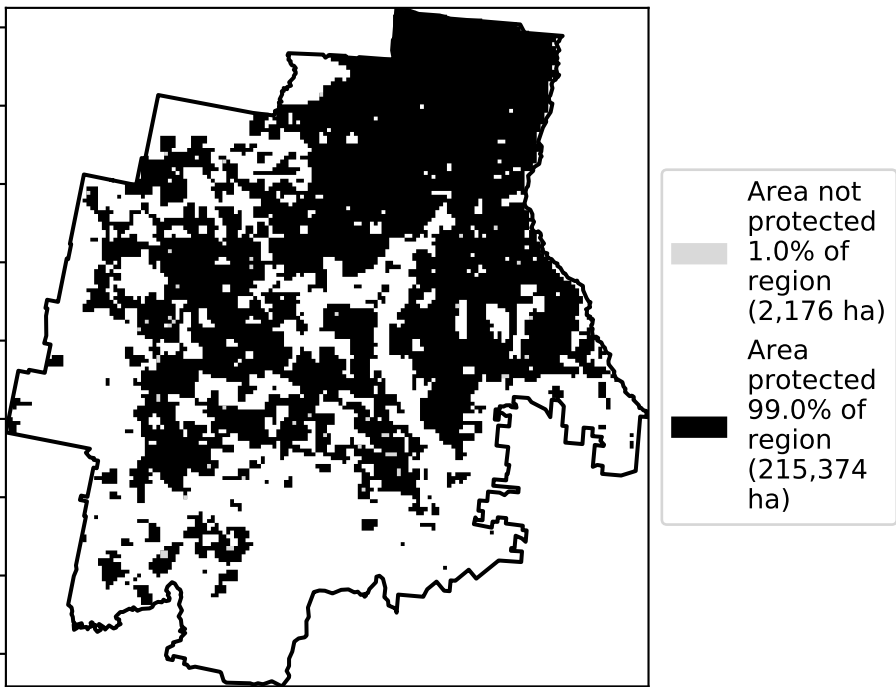 Area not
protected
1.0% of
region
(2,176 ha)
Area
protected
99.0% of
region
(215,374
ha)